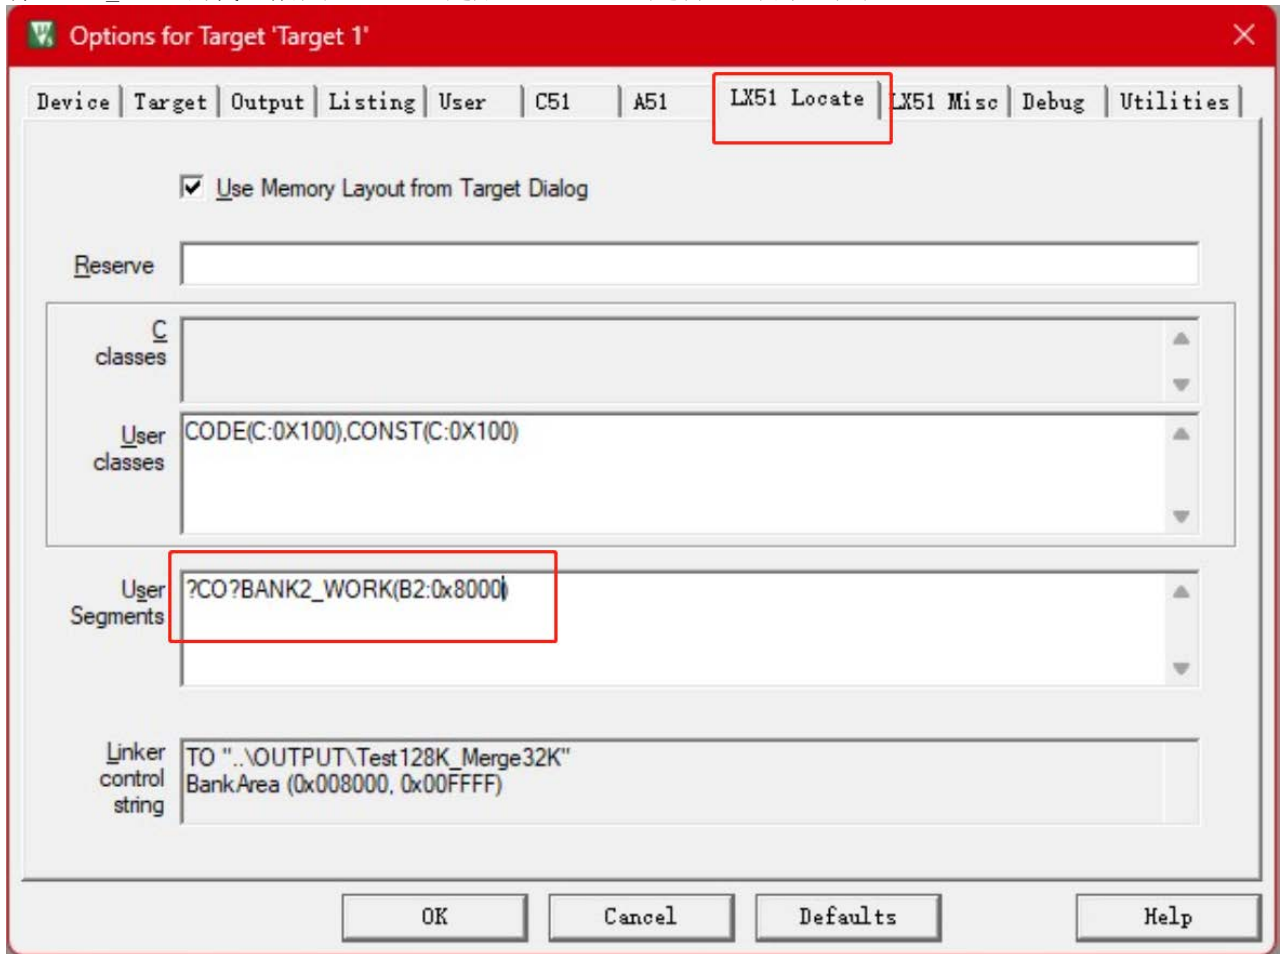 Options for Target 'Target 1'
Device Target Output Listing User C51 A51 LX51 Locate LX51 Misc Debug Utilities
Use Memory Layout from Target Dialog
Reserve
C
classes
User
classes
CODE(C:0X100),CONST(C:0X100)
User
Segments
?CO?BANK2_WORK(B2:0x8000)
Linker
control
string
TO "..\OUTPUT\Test128K_Merge32K"
BankArea (0x008000, 0x00FFFF)
OK Cancel Defaults Help